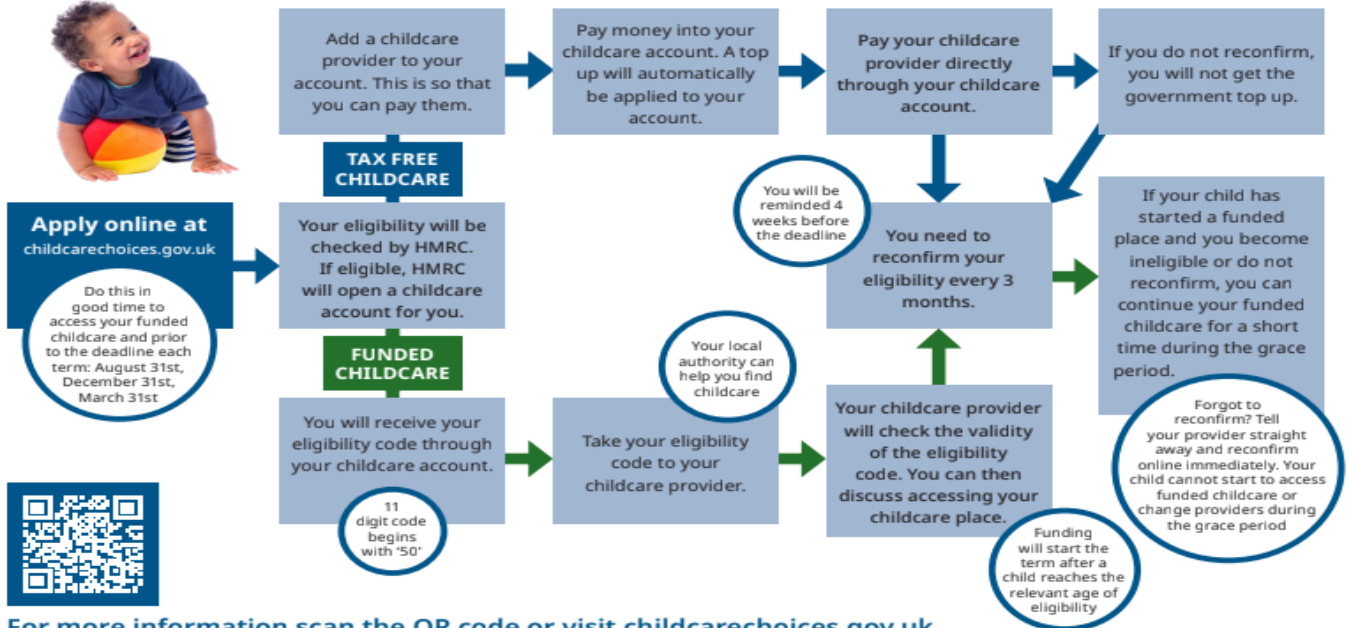 Add a childcare
provider to your
account. This is so that
you can pay them.
Pay money into your
childcare account. A top
up will automatically
be applied to your
account.
Pay your childcare
provider directly
through your childcare
account.
If you do not reconfirm,
you will not get the
government top up.
TAX FREE
CHILDCARE
Apply online at
childcarechoices.gov.uk
Do this in
good time to
access your funded
childcare and prior
to the deadline each
term: August 31st,
December 31st,
March 31st
Your eligibility will be
checked by HMRC.
If eligible, HMRC
will open a childcare
account for you.
You will be
reminded 4
weeks before
the deadline
You need to
reconfirm your
eligibility every 3
months.
If your child has
started a funded
place and you become
ineligible or do not
reconfirm, you can
continue your funded
childcare for a short
time during the grace
period.
FUNDED
CHILDCARE
Your local
authority can
help you find
childcare
You will receive your
eligibility code through
your childcare account.
11
digit code
begins
with ‘50’
Take your eligibility
code to your
childcare provider.
Your childcare provider
will check the validity
of the eligibility
code. You can then
discuss accessing your
childcare place.
Forgot to
reconfirm? Tell
your provider straight
away and reconfirm
online immediately. Your
child cannot start to access
funded childcare or
change providers during
the grace period
Funding
will start the
term after a
child reaches the
relevant age of
eligibility
For more information scan the QR code or visit childcarechoices.gov.uk